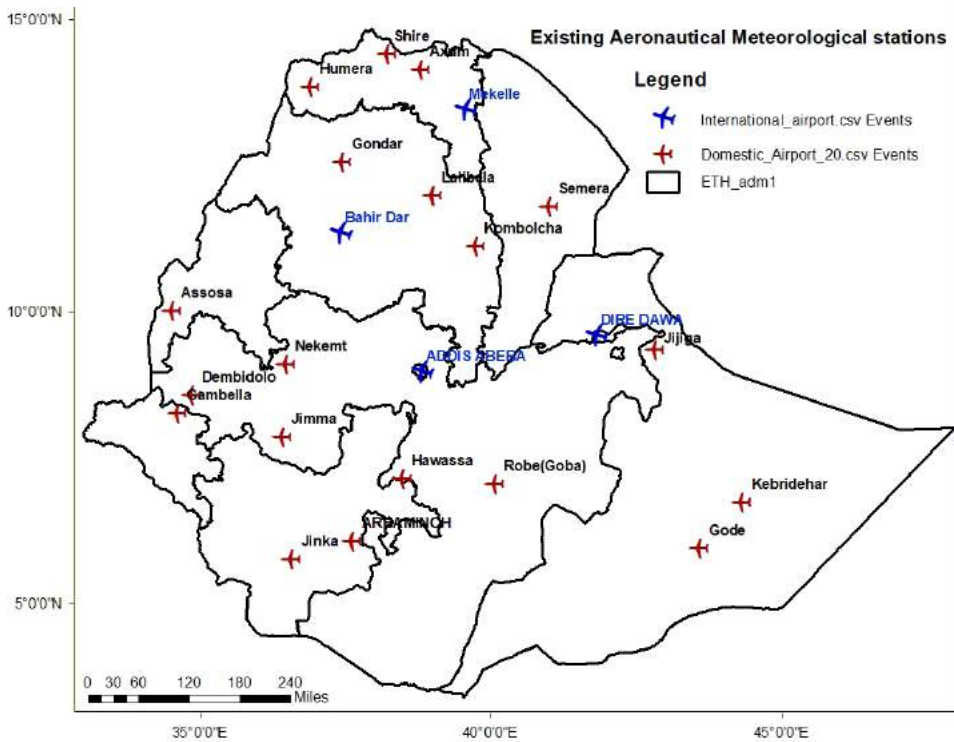 15°0'0"N
Existing Aeronautical Meteorological stations
Legend
International_airport.csv Events
Domestic_Airport_20.csv Events
ETH_adm1
Shire
Axum
Humera
Mekelle
Gondar
Lalibela
Semera
Bahir Dar
Kombolcha
10°0'0"N
Assosa
DIRE DAWA
Jijiga
Nekemt
ADDIS ABEBA
Dembidolo
Gambella
Jimma
Hawassa
Robe(Goba)
Kebridehar
ARBAMINCH
Jinka
Gode
5°0'0"N
0 30 60 120 180 240
Miles
35°0'0"E
40°0'0"E
45°0'0"E